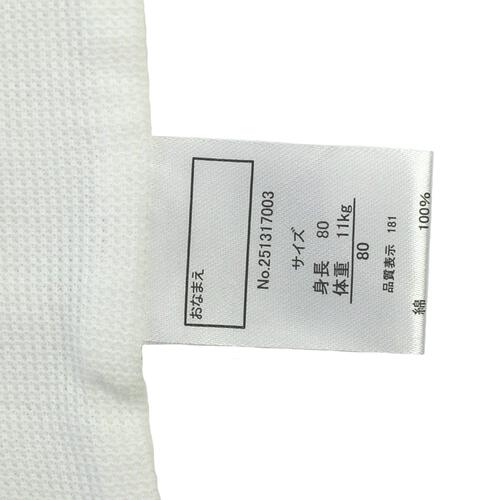 おなまえ
No.251317003
サイズ
身長 80
体重 11kg
80
品質表示 181
綿 100%